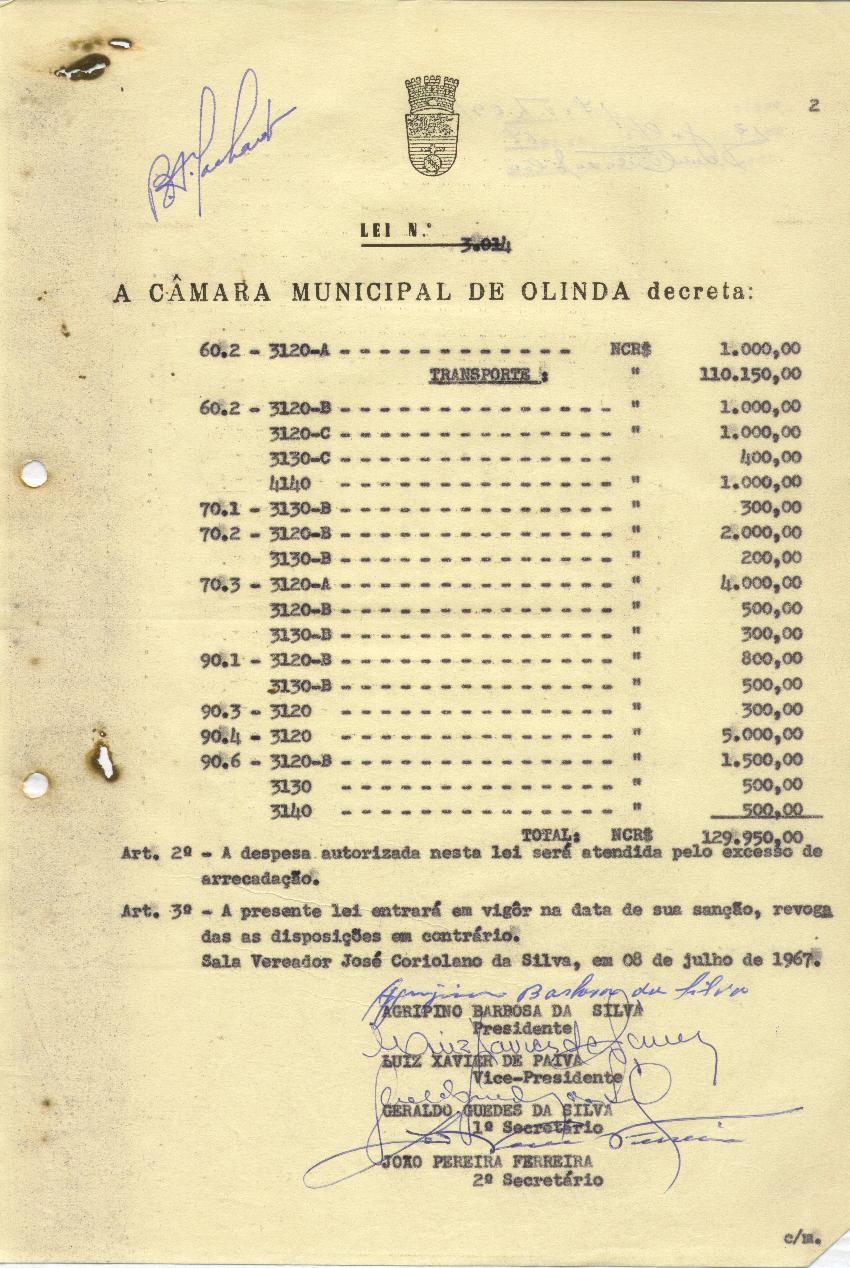 2
LEI N.º 3.014
A CÂMARA MUNICIPAL DE OLINDA decreta:
60.2 - 3120-A - - - - - - - - - - - - - NCR$ 1.000,00
TRANSPORTE : " 110.150,00
60.2 - 3120-B - - - - - - - - - - - - - - - " 1.000,00
3120-C - - - - - - - - - - - - - - - " 1.000,00
3130-C - - - - - - - - - - - - - - - 400,00
4140 - - - - - - - - - - - - - - - " 1.000,00
70.1 - 3130-B - - - - - - - - - - - - - - - " 300,00
70.2 - 3120-B - - - - - - - - - - - - - - - " 2.000,00
3130-B - - - - - - - - - - - - - - - " 200,00
70.3 - 3120-A - - - - - - - - - - - - - - - " 4.000,00
3120-B - - - - - - - - - - - - - - - " 500,00
3130-B - - - - - - - - - - - - - - - " 300,00
90.1 - 3120-B - - - - - - - - - - - - - - - " 800,00
3130-B - - - - - - - - - - - - - - - " 500,00
90.3 - 3120 - - - - - - - - - - - - - - - " 300,00
90.4 - 3120 - - - - - - - - - - - - - - - " 5.000,00
90.6 - 3120-B - - - - - - - - - - - - - - - " 1.500,00
3130 - - - - - - - - - - - - - - - " 500,00
3140 - - - - - - - - - - - - - - - " 500,00
TOTAL: NCR$ 129.950,00
Art. 2º - A despesa autorizada nesta lei será atendida pelo excesso de
arrecadação.
Art. 3º - A presente lei entrará em vigôr na data de sua sanção, revoga
das as disposições em contrário.
Sala Vereador José Coriolano da Silva, em 08 de julho de 1967.
Agripino Barbosa da Silva
AGRIPINO BARBOSA DA SILVA
Presidente
LUIZ XAVIER DE PAIVA
Vice-Presidente
GERALDO GUEDES DA SILVA
1º Secretário
JOÃO PEREIRA FERREIRA
2º Secretário
c/m.